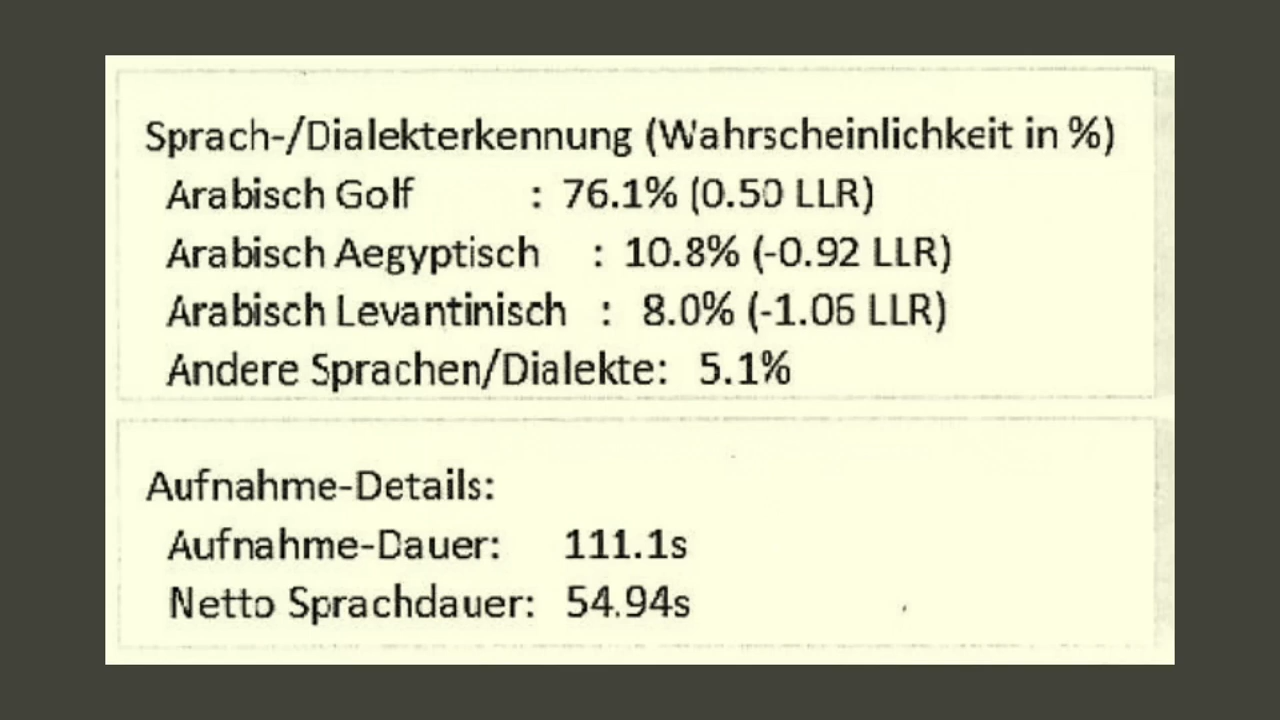 Sprach-/Dialekterkennung (Wahrscheinlichkeit in %)
Arabisch Golf : 76.1% (0.50 LLR)
Arabisch Aegyptisch : 10.8% (-0.92 LLR)
Arabisch Levantinisch : 8.0% (-1.06 LLR)
Andere Sprachen/Dialekte: 5.1%
Aufnahme-Details:
Aufnahme-Dauer: 111.1s
Netto Sprachdauer: 54.94s